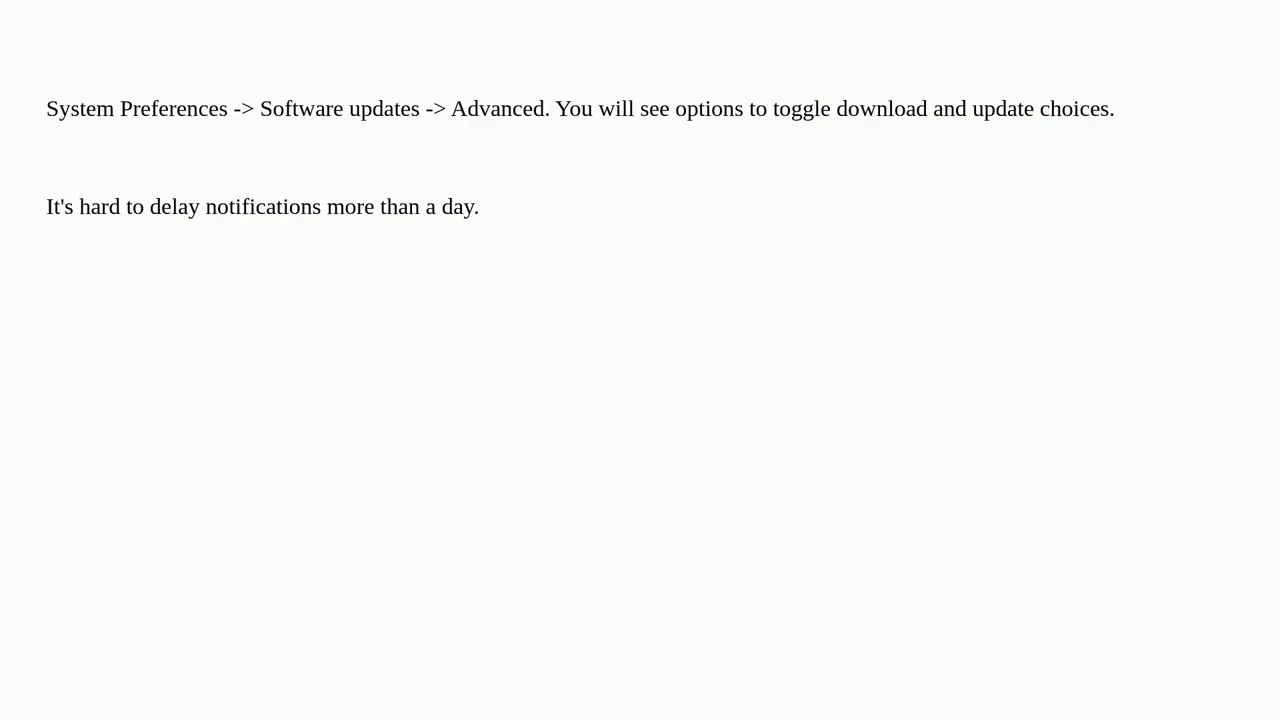 System Preferences -> Software updates -> Advanced. You will see options to toggle download and update choices.
It's hard to delay notifications more than a day.